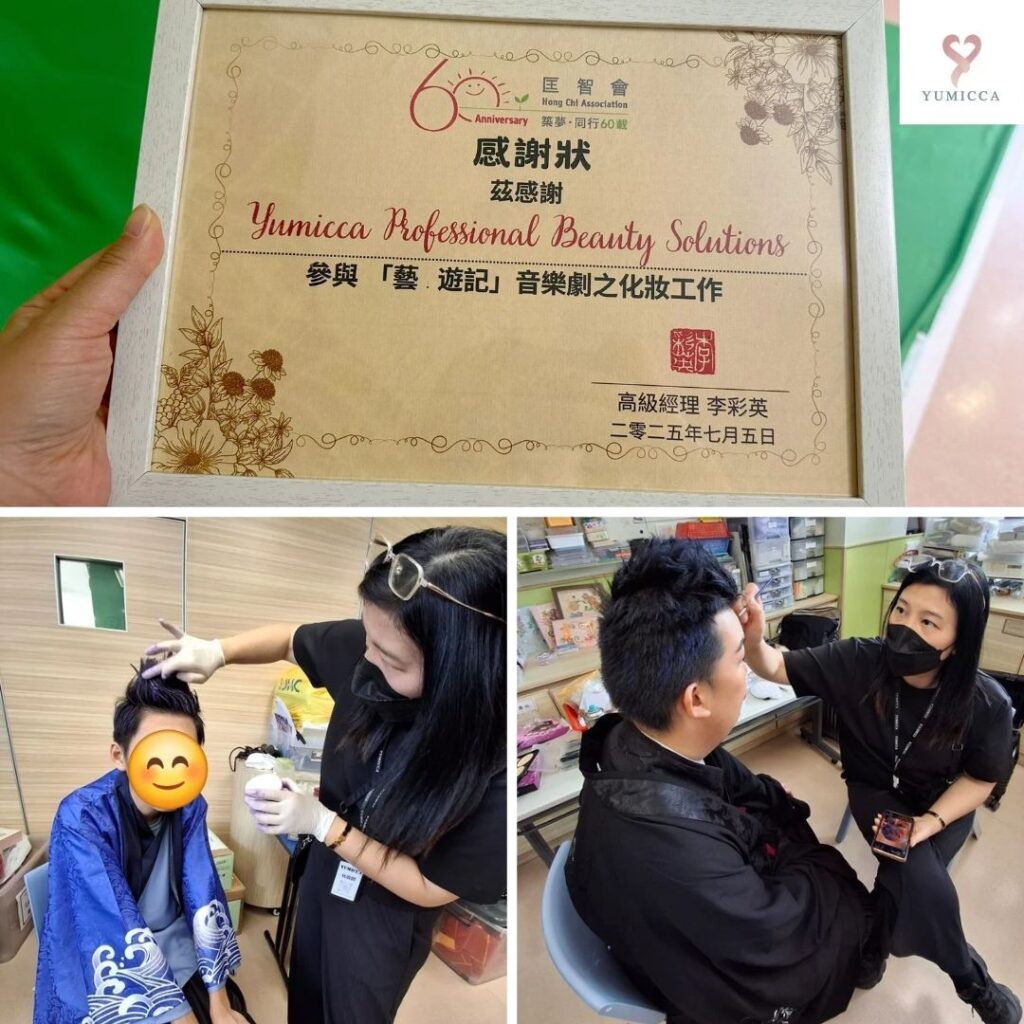 60
Anniversary
匡智會
Hong Chi Association
築夢·同行60載
感謝狀
茲感謝
Yumicca Professional Beauty Solutions
參與「藝．遊記」音樂劇之化妝工作
高級經理 李彩英
二零二五年七月五日
YUMICCA
YUMICCA